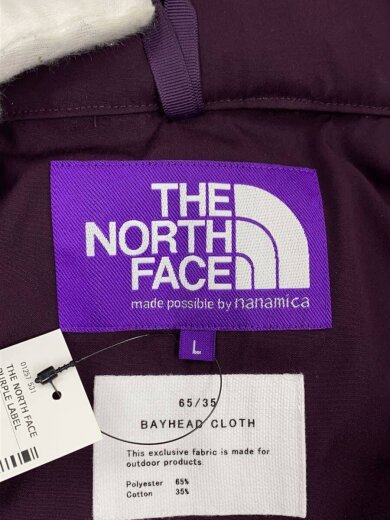 THE
NORTH
FACE
made possible by nanamica
L
65/35
BAYHEAD CLOTH
This exclusive fabric is made for
outdoor products.
Polyester 65%
Cotton 35%
THE NORTH FACE
PURPLE LABEL